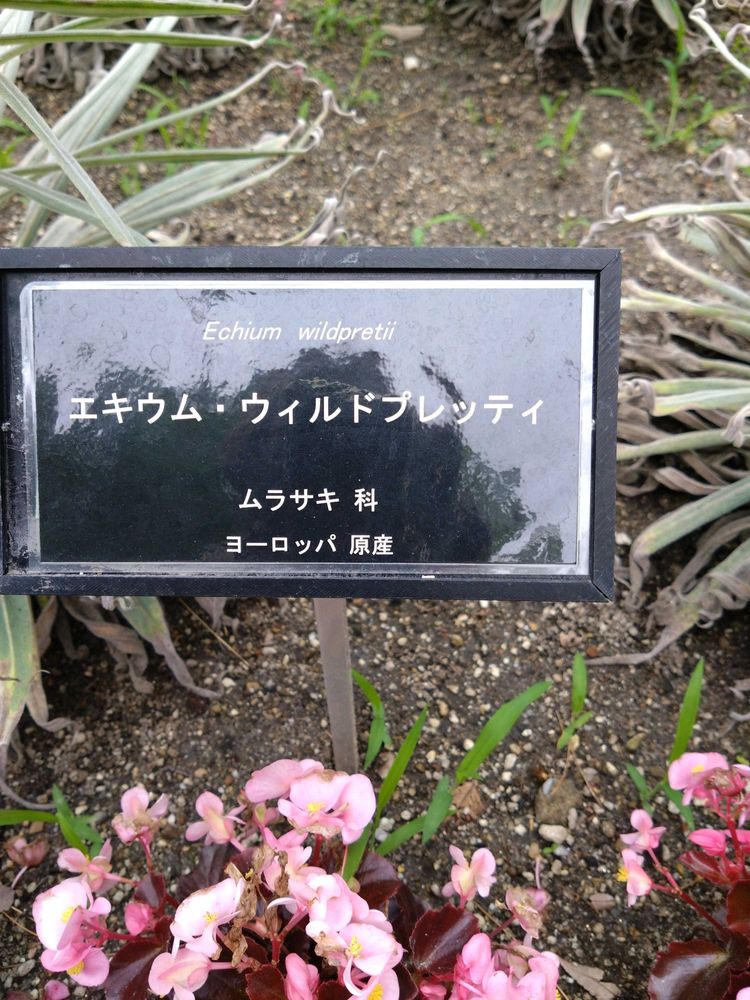 Echium wildpretii
エキウム・ウィルドプレッティ
ムラサキ 科
ヨーロッパ 原産